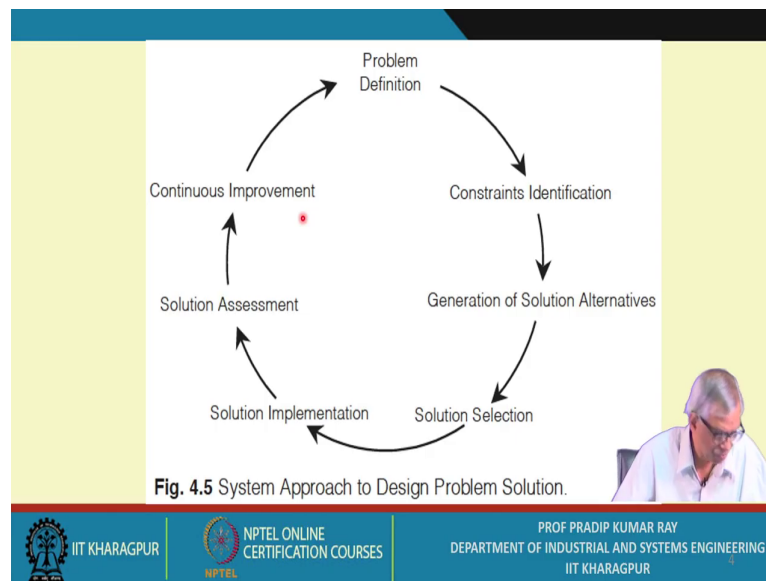 Problem
Definition
Constraints Identification
Generation of Solution Alternatives
Solution Selection
Solution Implementation
Solution Assessment
Continuous Improvement
Fig. 4.5 System Approach to Design Problem Solution.
IIT KHARAGPUR
NPTEL
NPTEL ONLINE
CERTIFICATION COURSES
PROF PRADIP KUMAR RAY
DEPARTMENT OF INDUSTRIAL AND SYSTEMS ENGINEERING
IIT KHARAGPUR
4